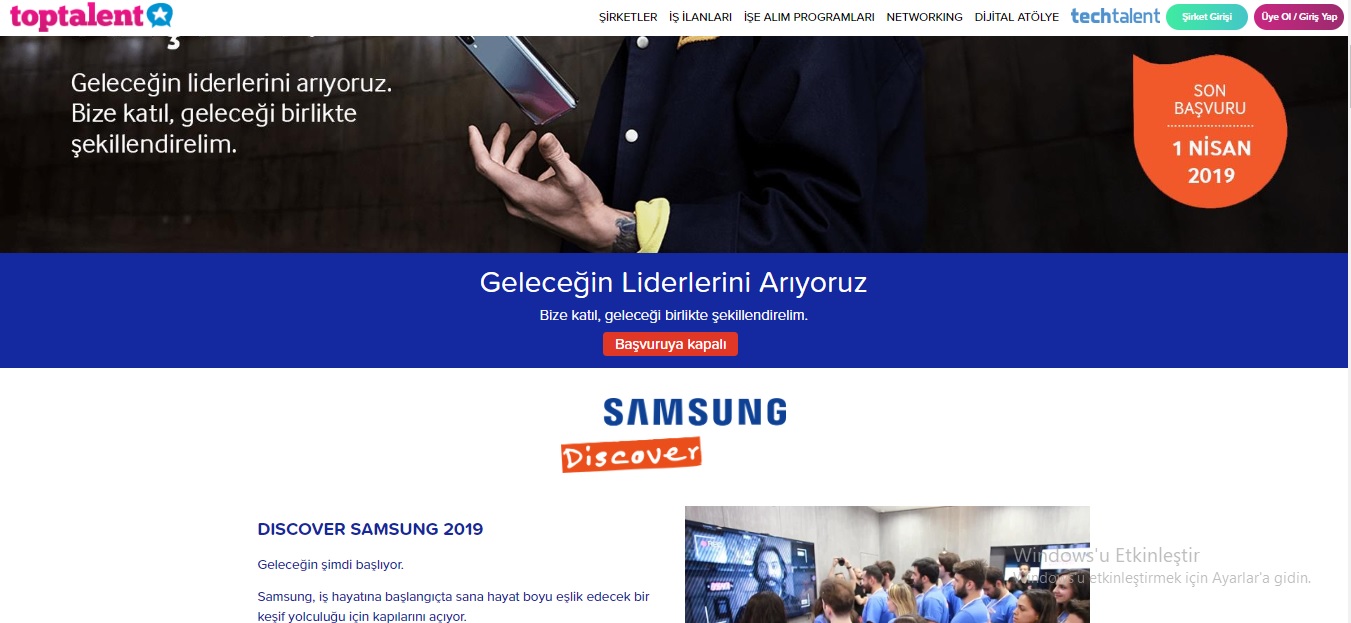 toptalent
ŞİRKETLER İŞ İLANLARI İŞE ALIM PROGRAMLARI NETWORKING DİJİTAL ATÖLYE techtalent Şirket Girişi Üye Ol / Giriş Yap
Geleceğin liderlerini arıyoruz.
Bize katıl, geleceği birlikte
şekillendirelim.
SON
BAŞVURU
1 NİSAN
2019
Geleceğin Liderlerini Arıyoruz
Bize katıl, geleceği birlikte şekillendirelim.
Başvuruya kapalı
SAMSUNG
Discover
DISCOVER SAMSUNG 2019
Geleceğin şimdi başlıyor.
Samsung, iş hayatına başlangıçta sana hayat boyu eşlik edecek bir
keşif yolculuğu için kapılarını açıyor.
Windows'u Etkinleştir
Windows'u etkinleştirmek için Ayarlar'a gidin.